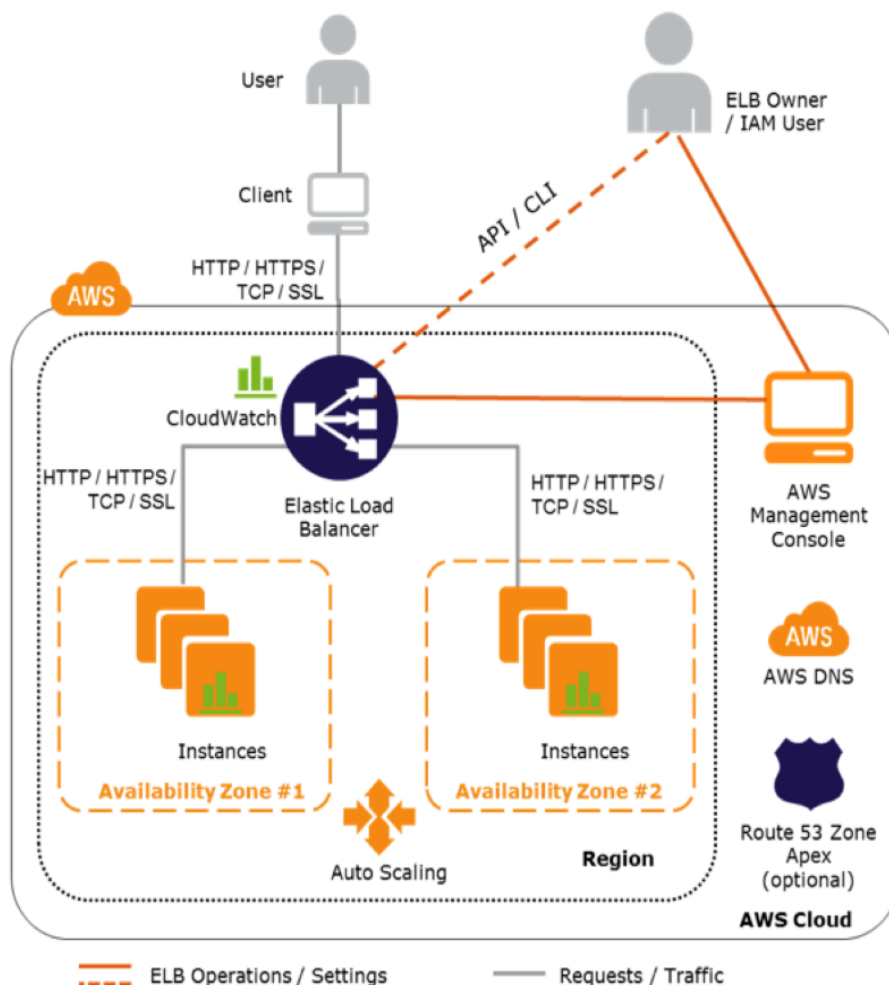 User
ELB Owner
/ IAM User
Client
API / CLI
HTTP / HTTPS /
TCP / SSL
AWS
CloudWatch
HTTP / HTTPS /
TCP / SSL
Elastic Load
Balancer
HTTP / HTTPS /
TCP / SSL
AWS
Management
Console
AWS
AWS DNS
Instances
Instances
Availability Zone #1
Availability Zone #2
Route 53 Zone
Apex
(optional)
Auto Scaling
Region
AWS Cloud
ELB Operations / Settings
Requests / Traffic